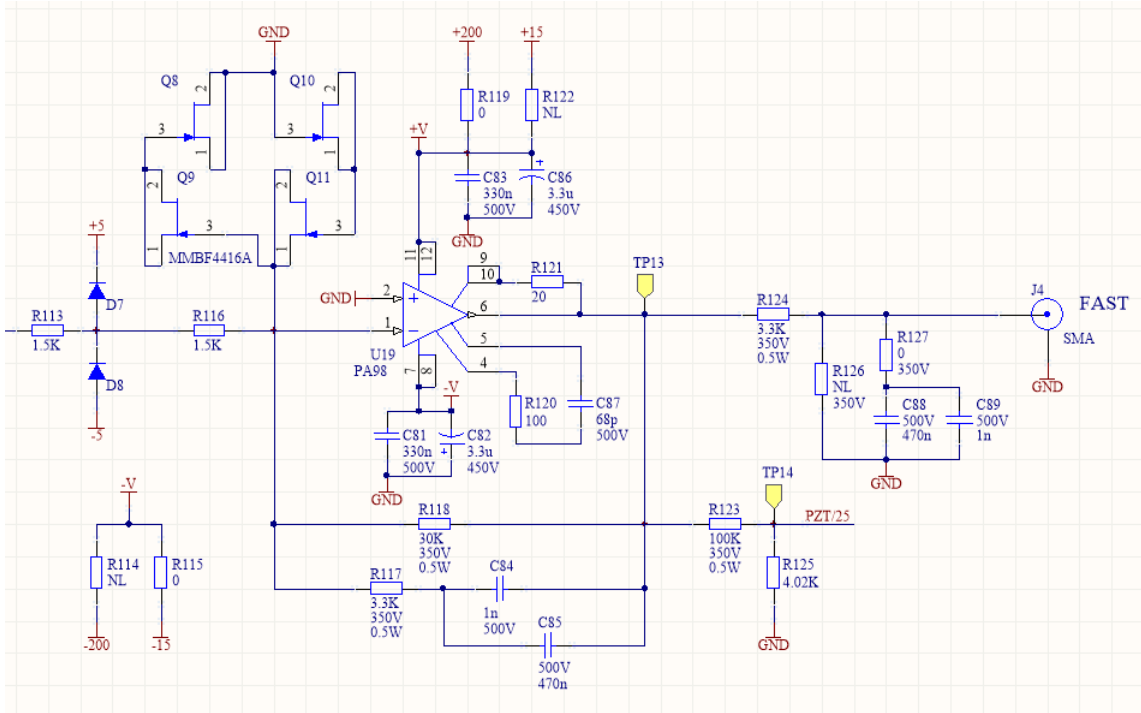 GND
+200
+15
Q8
2
3
1
Q10
2
3
1
R119
0
R122
NL
+V
Q9
2
1
3
Q11
2
1
3
MMBF4416A
C83
330n
500V
+
C86
3.3u
450V
GND
+5
D7
D8
-5
R113
1.5K
R116
1.5K
11
12
GND
2
+
1
−
U19
PA98
7
8
9
10
6
5
4
R121
20
TP13
R124
3.3K
350V
0.5W
J4
FAST
SMA
GND
R127
0
350V
R126
NL
350V
-V
R120
100
C87
68p
500V
C81
330n
500V
C82
3.3u
450V
+
GND
C88
500V
470n
C89
500V
1n
GND
TP14
-V
R114
NL
R115
0
-200
-15
R118
30K
350V
0.5W
R123
100K
350V
0.5W
PZT/25
R125
4.02K
GND
R117
3.3K
350V
0.5W
C84
1n
500V
C85
500V
470n